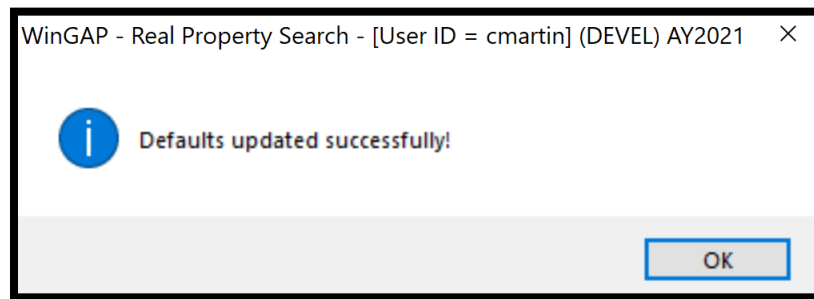 WinGAP - Real Property Search - [User ID = cmartin] (DEVEL) AY2021
Defaults updated successfully!
OK